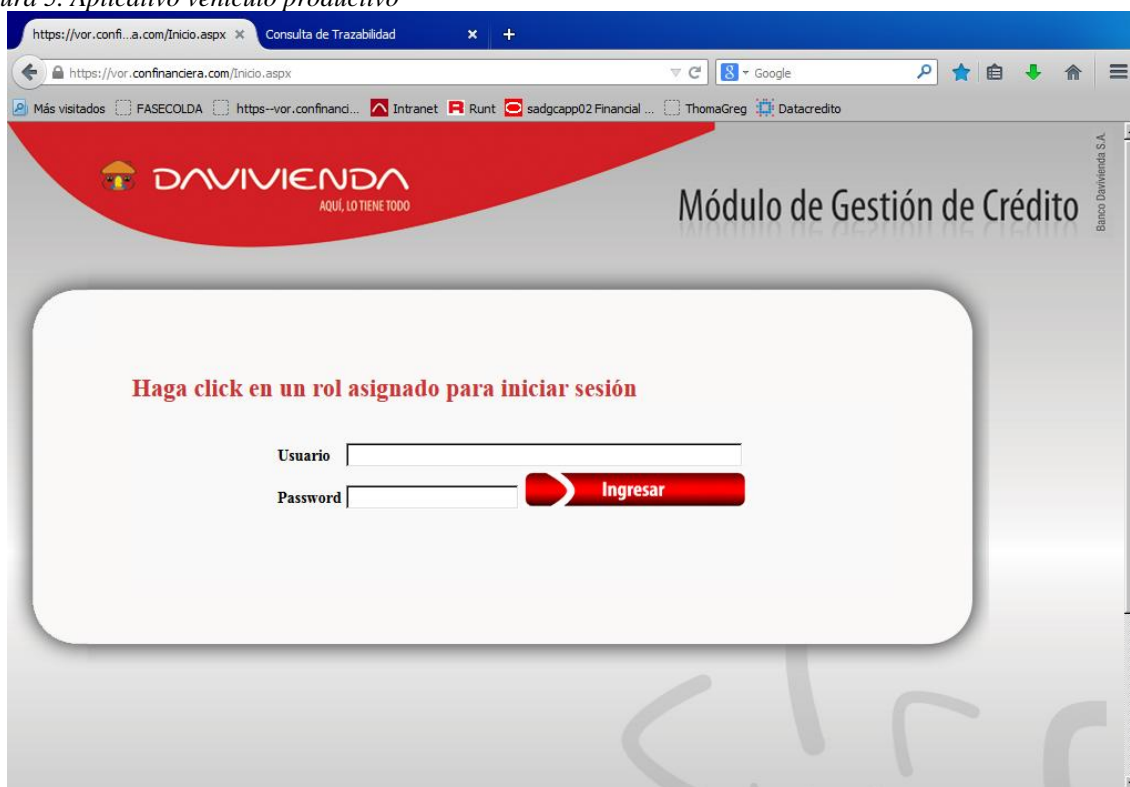 ura 5. Aplicativo vehículo productivo
https://vor.confi...a.com/Inicio.aspx
Consulta de Trazabilidad
https://vor.confinanciera.com/Inicio.aspx
Google
Más visitados FASECOLDA https--vor.confinanci... Intranet Runt sadgcapp02 Financial ... ThomaGreg Datacredito
DAVIVIENDA
AQUÍ, LO TIENE TODO
Módulo de Gestión de Crédito
Banco Davivienda S.A.
Haga click en un rol asignado para iniciar sesión
Usuario
Password
Ingresar